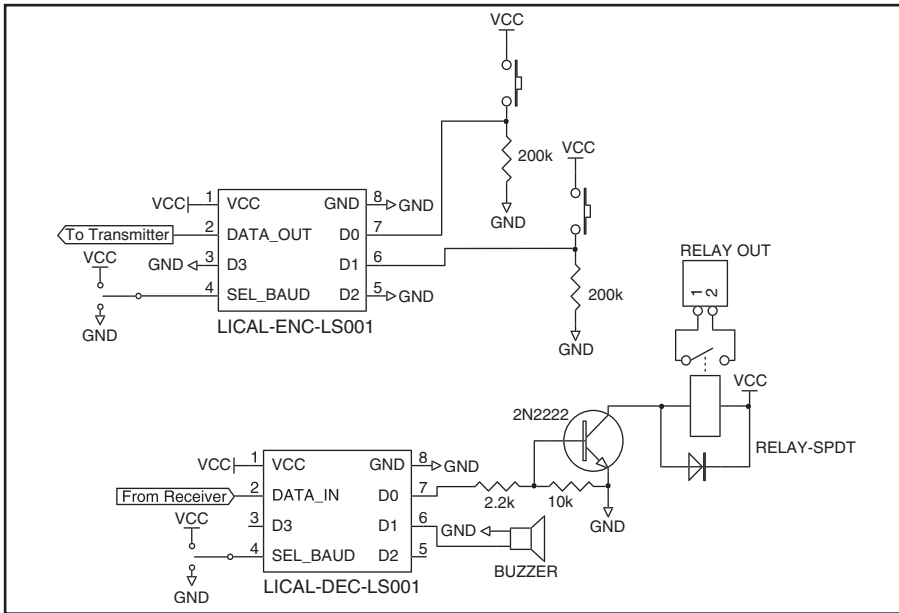 VCC
VCC
200k
200k
GND
GND
VCC 1 VCC GND 8 GND
To Transmitter 2 DATA_OUT D0 7
GND 3 D3 D1 6
VCC
4 SEL_BAUD D2 5 GND
GND
LICAL-ENC-LS001
RELAY OUT
1 2
VCC
RELAY-SPDT
2N2222
2.2k 10k
GND
VCC 1 VCC GND 8 GND
From Receiver 2 DATA_IN D0 7
3 D3 D1 6 GND
VCC
4 SEL_BAUD D2 5
BUZZER
GND
LICAL-DEC-LS001